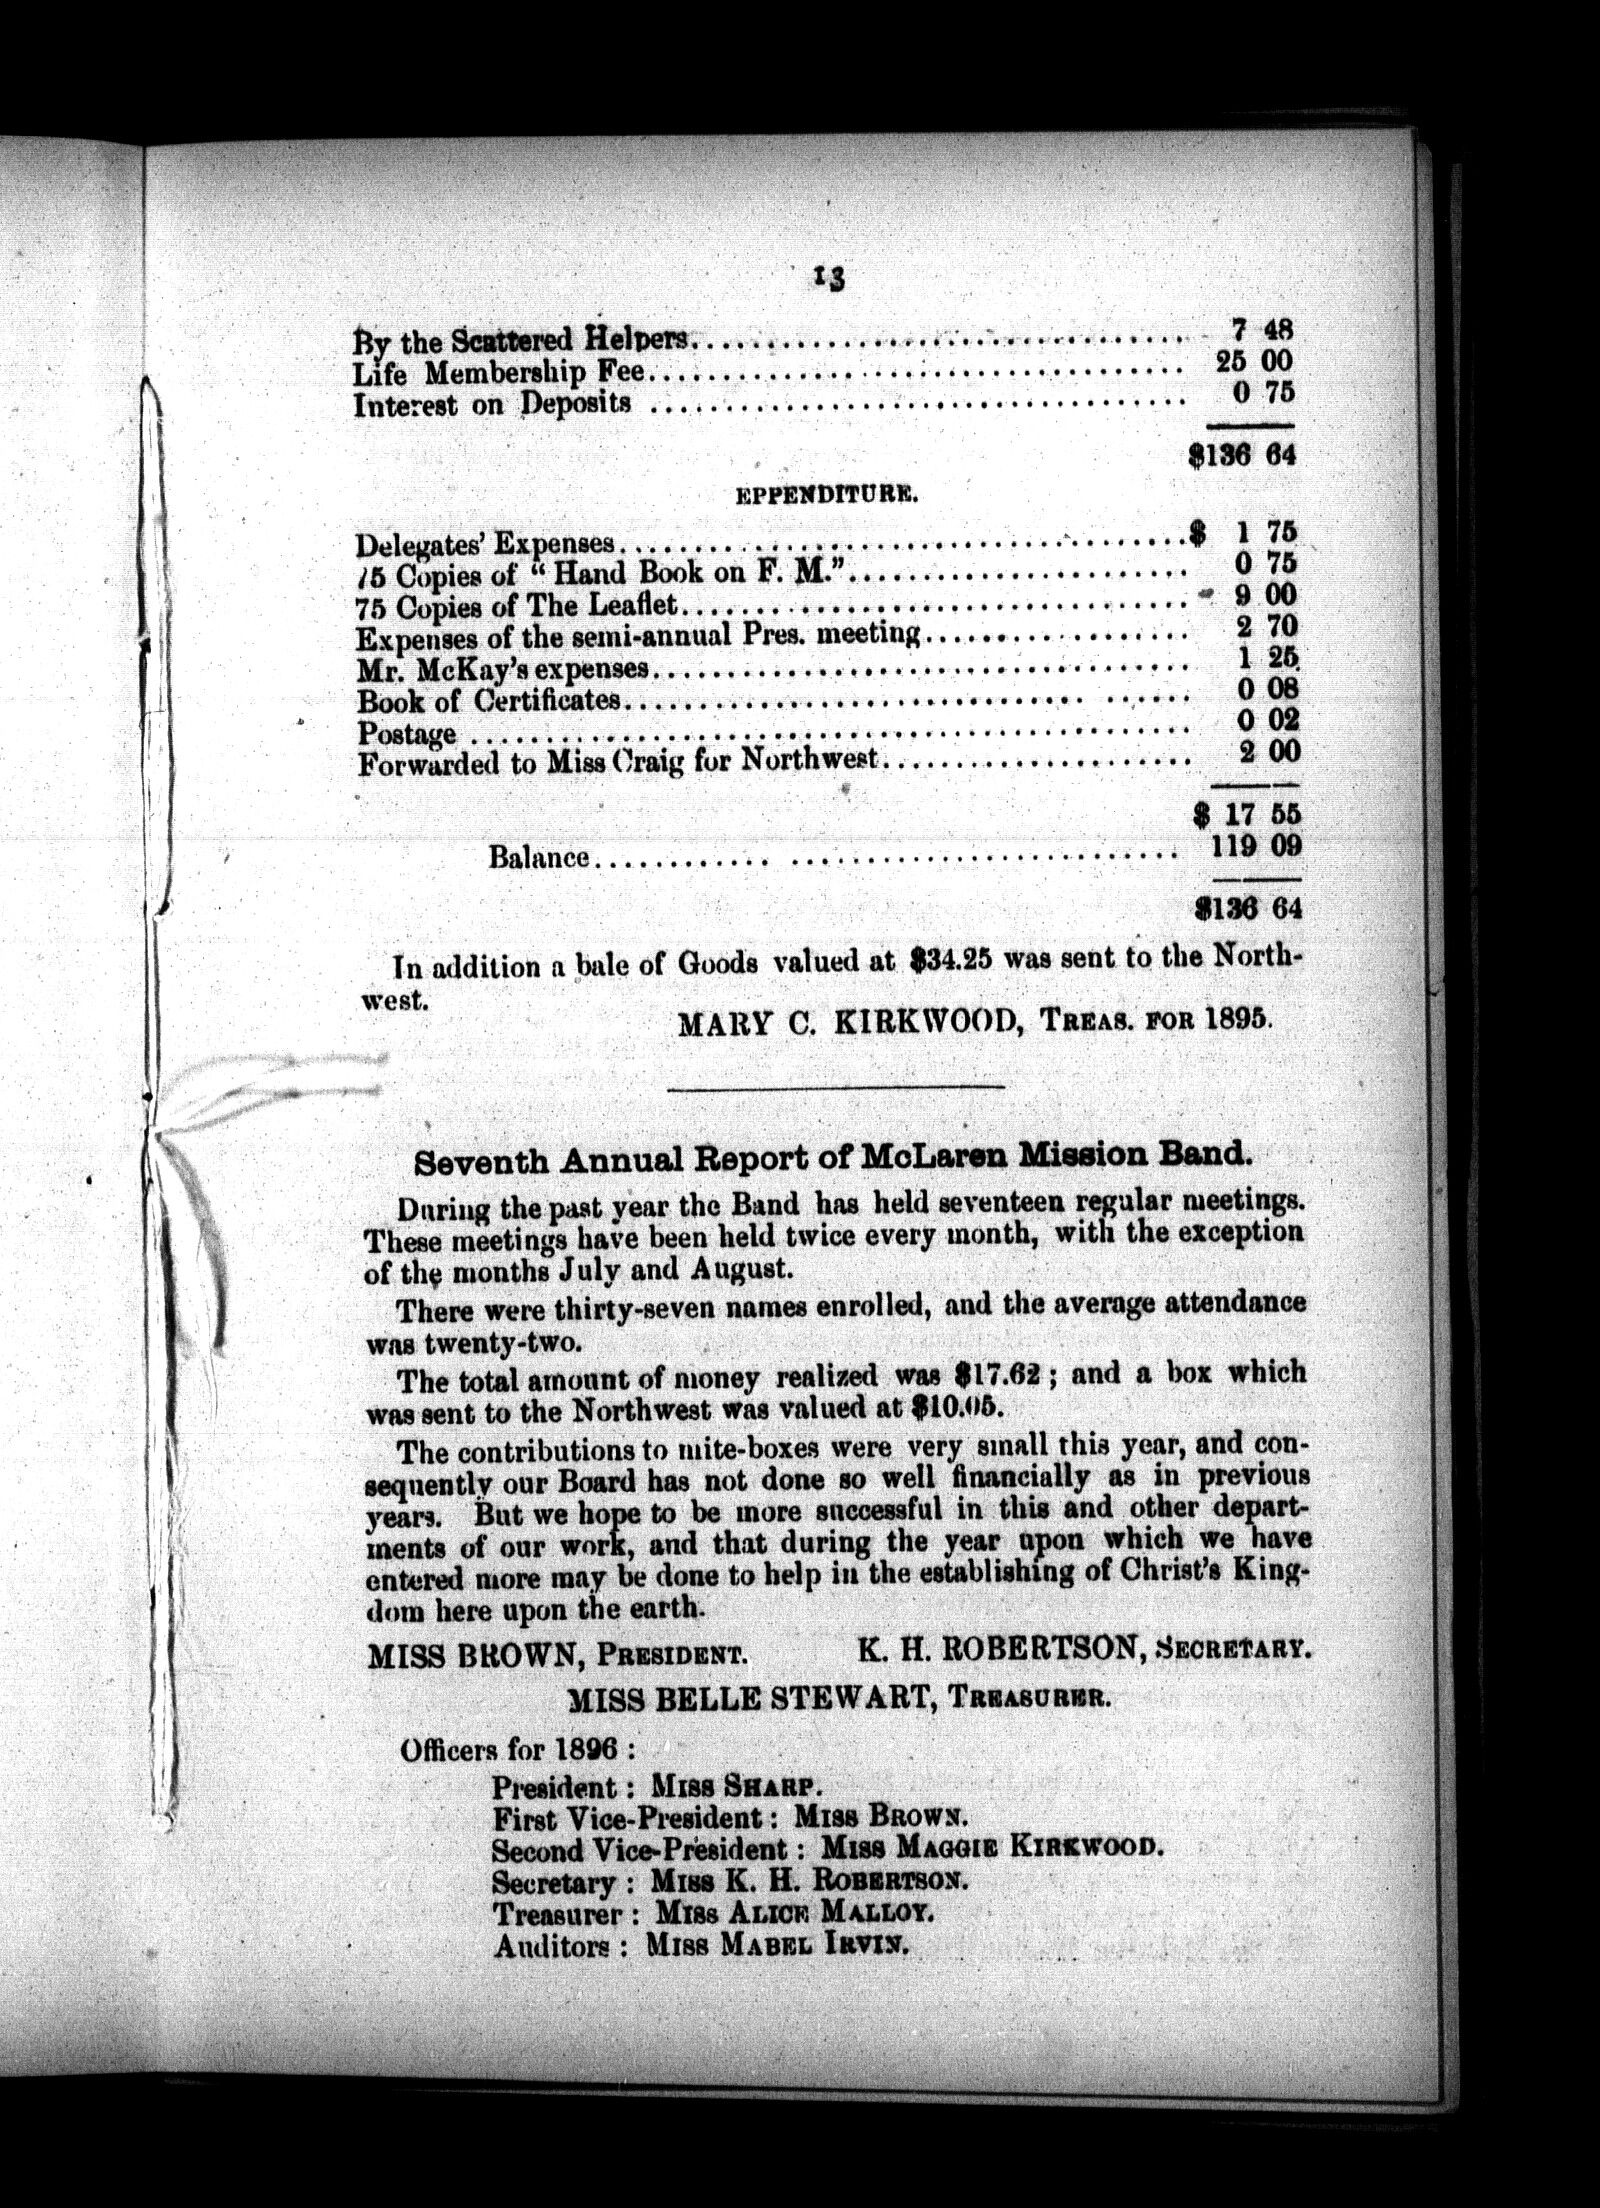 13
By the Scattered Helpers................................ 7 48
Life Membership Fee.................................... 25 00
Interest on Deposits .................................... 0 75
$136 64
EPPENDITURE.
Delegates' Expenses......................................$ 1 75
75 Copies of "Hand Book on F. M."....................... 0 75
75 Copies of The Leaflet.................................. 9 00
Expenses of the semi-annual Pres. meeting.................. 2 70
Mr. McKay's expenses.................................... 1 25
Book of Certificates............................... ...... 0 08
Postage ................................................ 0 02
Forwarded to Miss Craig for Northwest..................... 2 00
$ 17 55
Balance............ .......................... 119 09
$136 64
In addition a bale of Goods valued at $34.25 was sent to the North-
west.
MARY C. KIRKWOOD, TREAS. FOR 1895.
Seventh Annual Report of McLaren Mission Band.
During the past year the Band has held seventeen regular meetings.
These meetings have been held twice every month, with the exception
of the months July and August.
There were thirty-seven names enrolled, and the average attendance
was twenty-two.
The total amount of money realized was $17.62; and a box which
was sent to the Northwest was valued at $10.05.
The contributions to mite-boxes were very small this year, and con-
sequently our Board has not done so well financially as in previous
years. But we hope to be more successful in this and other depart-
ments of our work, and that during the year upon which we have
entered more may be done to help in the establishing of Christ's King-
dom here upon the earth.
MISS BROWN, PRESIDENT. K. H. ROBERTSON, SECRETARY.
MISS BELLE STEWART, TREASURER.
Officers for 1896 :
President : MISS SHARP.
First Vice-President : MISS BROWN.
Second Vice-President : MISS MAGGIE KIRKWOOD.
Secretary : MISS K. H. ROBERTSON.
Treasurer : MISS ALICE MALLOY.
Auditors : MISS MABEL IRVIN.